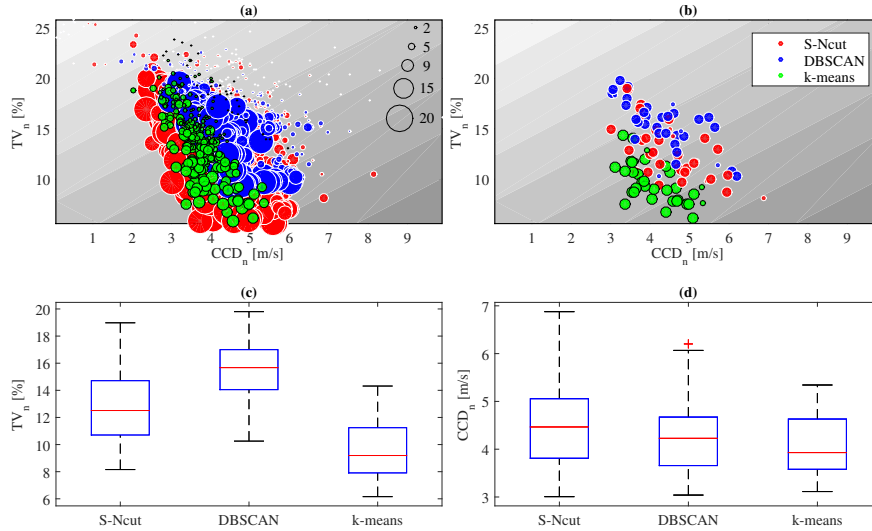 (a)
25
20
15
10
TV_n [%]
2
5
9
15
20
1 2 3 4 5 6 7 8 9
CCD_n [m/s]
(b)
25
20
15
10
TV_n [%]
S-Ncut
DBSCAN
k-means
1 2 3 4 5 6 7 8 9
CCD_n [m/s]
(c)
20
18
16
14
12
10
8
6
TV_n [%]
S-Ncut DBSCAN k-means
(d)
7
6
5
4
3
CCD_n [m/s]
S-Ncut DBSCAN k-means